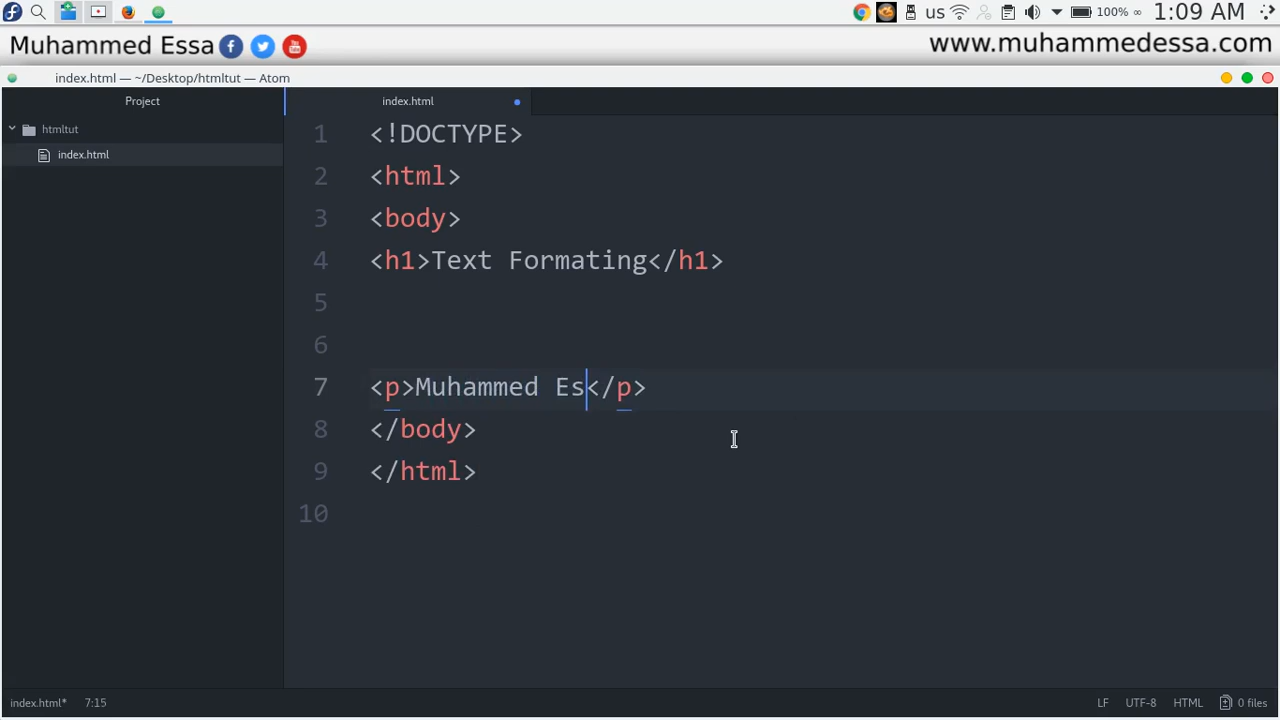 us
100%
1:09 AM
Muhammed Essa
www.muhammedessa.com
index.html — ~/Desktop/htmltut — Atom
Project
index.html
htmltut
index.html
1 <!DOCTYPE>
2 <html>
3 <body>
4 <h1>Text Formating</h1>
5
6
7 <p>Muhammed Es</p>
8 </body>
9 </html>
10
index.html* 7:15 LF UTF-8 HTML 0 files